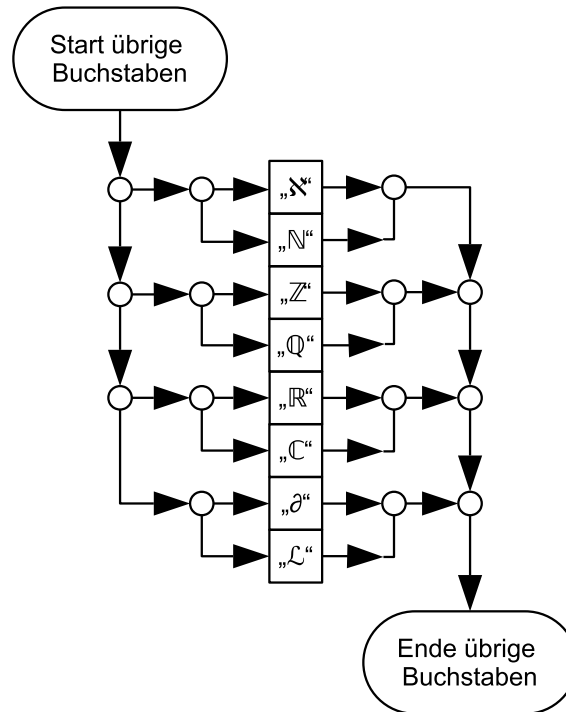 Start übrige
Buchstaben
„ℵ“
„ℕ“
„ℤ“
„ℚ“
„ℝ“
„ℂ“
„∂“
„ℒ“
Ende übrige
Buchstaben